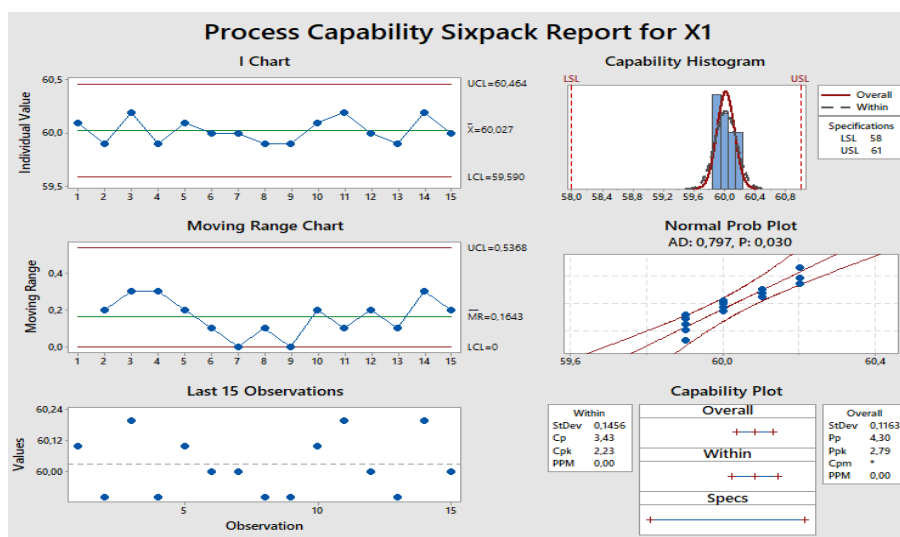 Process Capability Sixpack Report for X1
I Chart
Individual Value
60,5
60,0
59,5
UCL=60,464
X̄=60,027
LCL=59,590
1 2 3 4 5 6 7 8 9 10 11 12 13 14 15
Capability Histogram
LSL
USL
58,0 58,4 58,8 59,2 59,6 60,0 60,4 60,8
Overall
Within
Specifications
LSL 58
USL 61
Moving Range Chart
Moving Range
0,4
0,2
0,0
UCL=0,5368
M̄R̄=0,1643
LCL=0
1 2 3 4 5 6 7 8 9 10 11 12 13 14 15
Normal Prob Plot
AD: 0,797, P: 0,030
59,6 60,0 60,4
Last 15 Observations
Values
60,24
60,12
60,00
5 10 15
Observation
Capability Plot
Within
StDev 0,1456
Cp 3,43
Cpk 2,23
PPM 0,00
Overall
Within
Specs
Overall
StDev 0,1163
Pp 4,30
Ppk 2,79
Cpm *
PPM 0,00